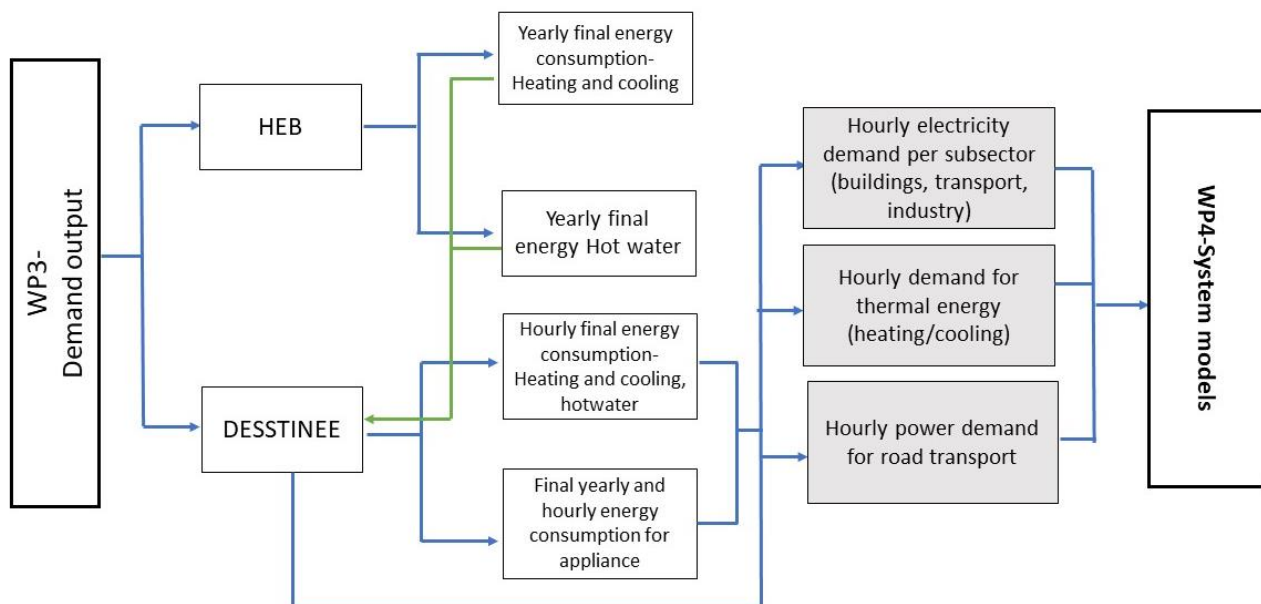 WP3-
Demand output
HEB
DESSTINEE
Yearly final energy
consumption-
Heating and cooling
Yearly final
energy Hot water
Hourly final energy
consumption-
Heating and cooling,
hotwater
Final yearly and
hourly energy
consumption for
appliance
Hourly electricity
demand per subsector
(buildings, transport,
industry)
Hourly demand for
thermal energy
(heating/cooling)
Hourly power demand
for road transport
WP4-System
models